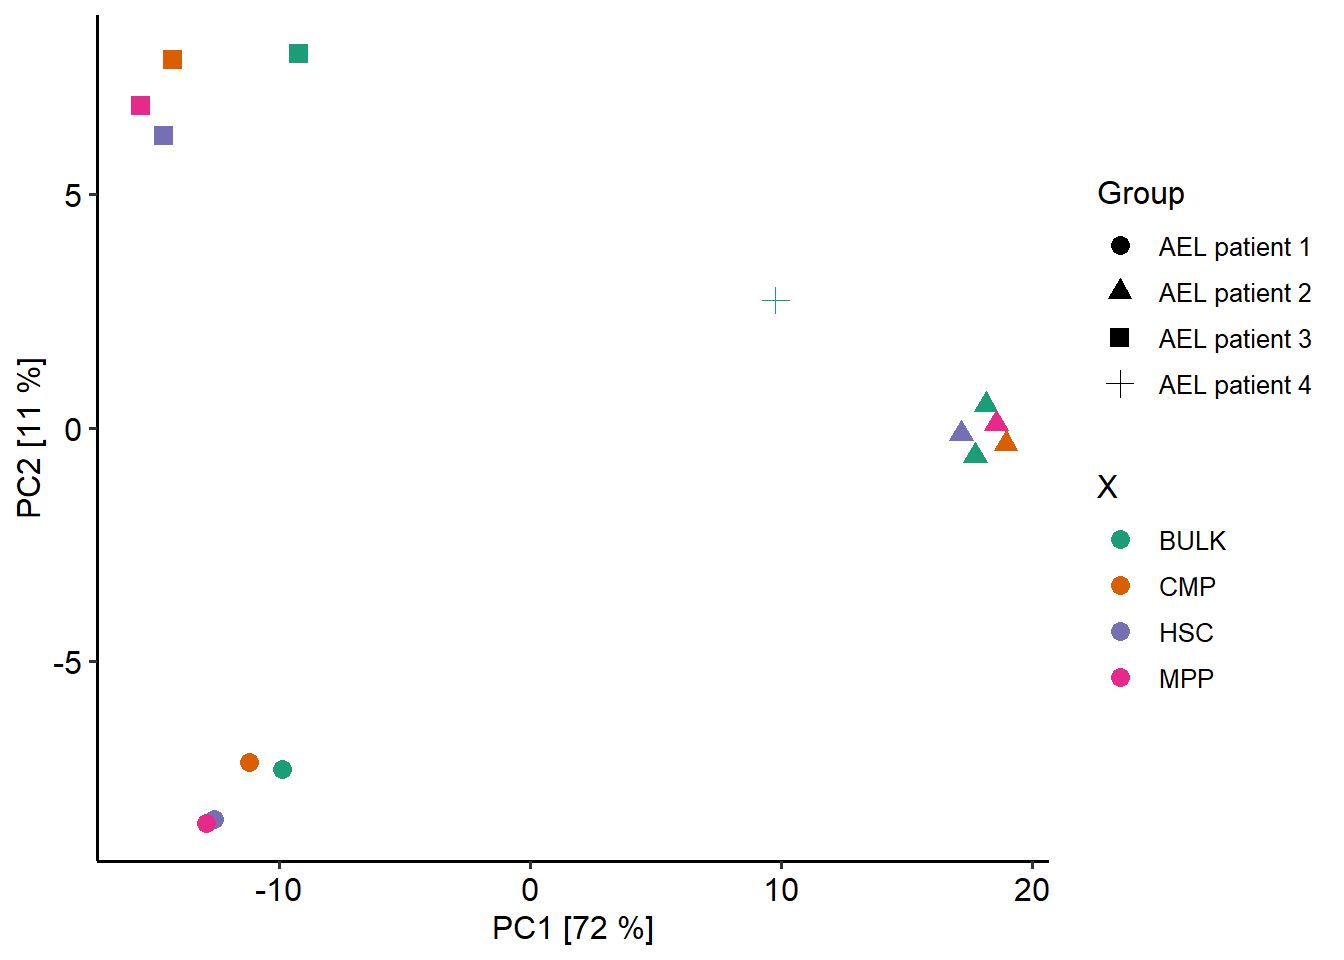 5
0
-5
PC2 [11 %]
-10
0
10
20
PC1 [72 %]
Group
AEL patient 1
AEL patient 2
AEL patient 3
AEL patient 4
X
BULK
CMP
HSC
MPP